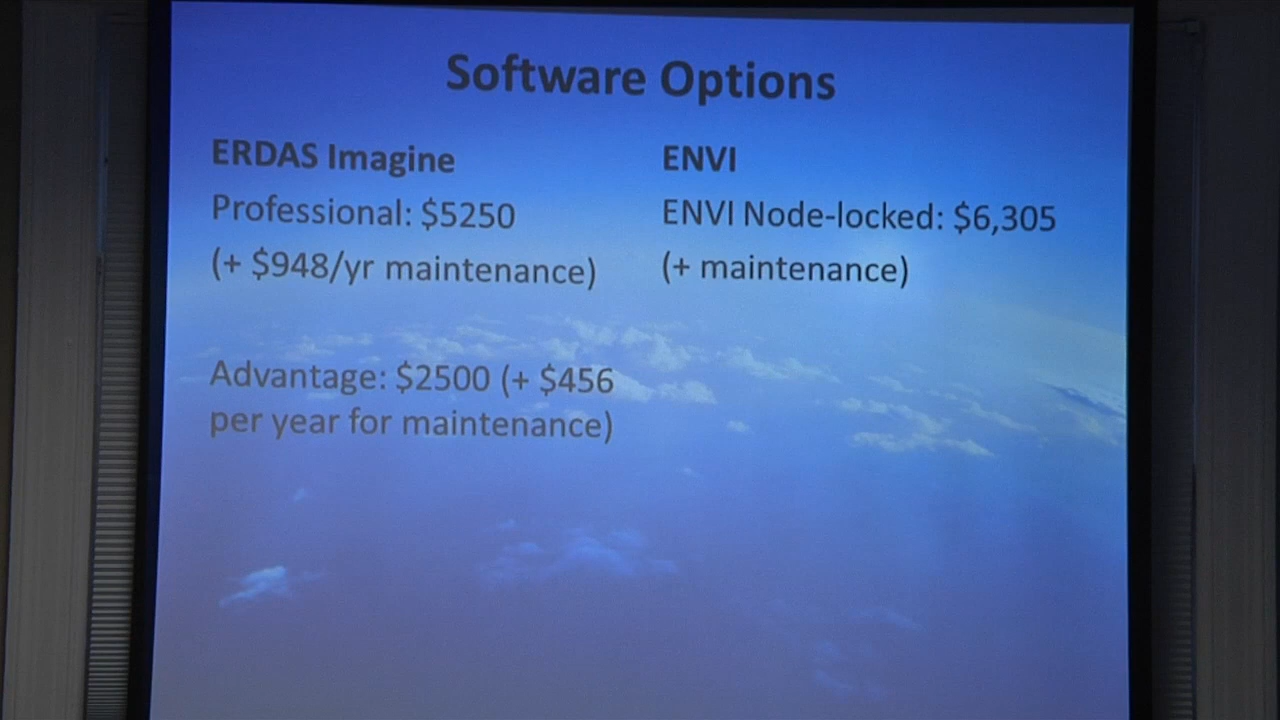 Software Options
ERDAS Imagine
Professional: $5250
(+ $948/yr maintenance)
Advantage: $2500 (+ $456
per year for maintenance)
ENVI
ENVI Node-locked: $6,305
(+ maintenance)